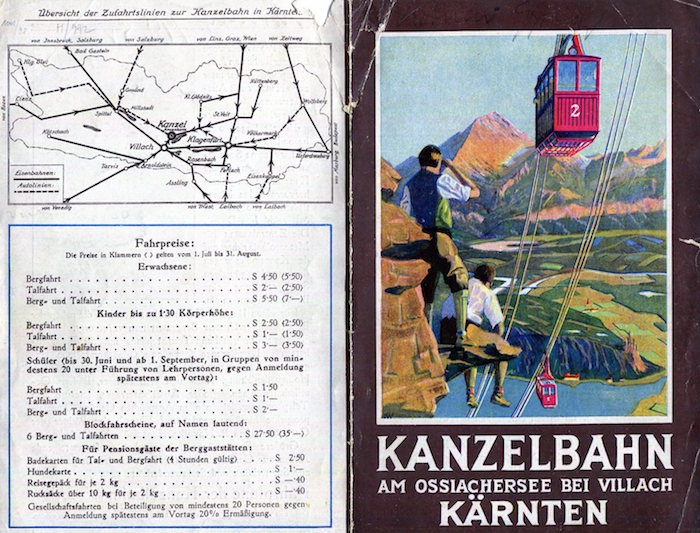 Übersicht der Zufahrtslinien zur Kanzelbahn in Kärnten.
von Innsbruck, Salzburg
von Salzburg
von Linz, Graz, Wien
von Zeltweg
Bad Gastein
Hlg. Blut
Gmünd
Millstadt
Kl. Glödnitz
Hüttenberg
Wolfsberg
Lienz
Spittal
Kanzel
St. Veit
Völkermarkt
von Bozen
Kötschach
Villach
Klagenfurt
Unterdrauburg
Rosenbach
Tarvis
Arnoldstein
Ferlach
Eisenkappel
Assling
Eisenbahnen:
Autolinien:
von Venedig
von Triest
Laibach
von Laibach
Fahrpreise:
Die Preise in Klammern ( ) gelten vom 1. Juli bis 31. August.
Erwachsene:
Bergfahrt . . . . . . . . . . . . . . S 4·50 (5·50)
Talfahrt . . . . . . . . . . . . . . S 2·— (2·50)
Berg- und Talfahrt . . . . . . . . . . S 5·50 (7·—)
Kinder bis zu 1·30 Körperhöhe:
Bergfahrt . . . . . . . . . . . . . . S 2·50 (2·50)
Talfahrt . . . . . . . . . . . . . . S 1·— (1·50)
Berg- und Talfahrt . . . . . . . . . . S 3·— (3·50)
Schüler (bis 30. Juni und ab 1. September, in Gruppen von min-
destens 20 unter Führung von Lehrpersonen, gegen Anmeldung
spätestens am Vortag):
Bergfahrt . . . . . . . . . . . . . . S 1·50
Talfahrt . . . . . . . . . . . . . . S 1·—
Berg- und Talfahrt . . . . . . . . . . S 2·—
Blockfahrscheine, auf Namen lautend:
6 Berg- und Talfahrten . . . . . . . . S 27·50 (35·—)
Für Pensionsgäste der Berggaststätten:
Badekarten für Tal- und Bergfahrt (4 Stunden gültig) . . . S 2·50
Hundekarte . . . . . . . . . . . . . . S 1·—
Reisegepäck für je 2 kg . . . . . . . . S —·40
Rucksäcke über 10 kg für je 2 kg . . . . S —·40
Gesellschaftsfahrten bei Beteiligung von mindestens 20 Personen gegen
Anmeldung spätestens am Vortag 20% Ermäßigung.
2
KANZELBAHN
AM OSSIACHERSEE BEI VILLACH
KÄRNTEN